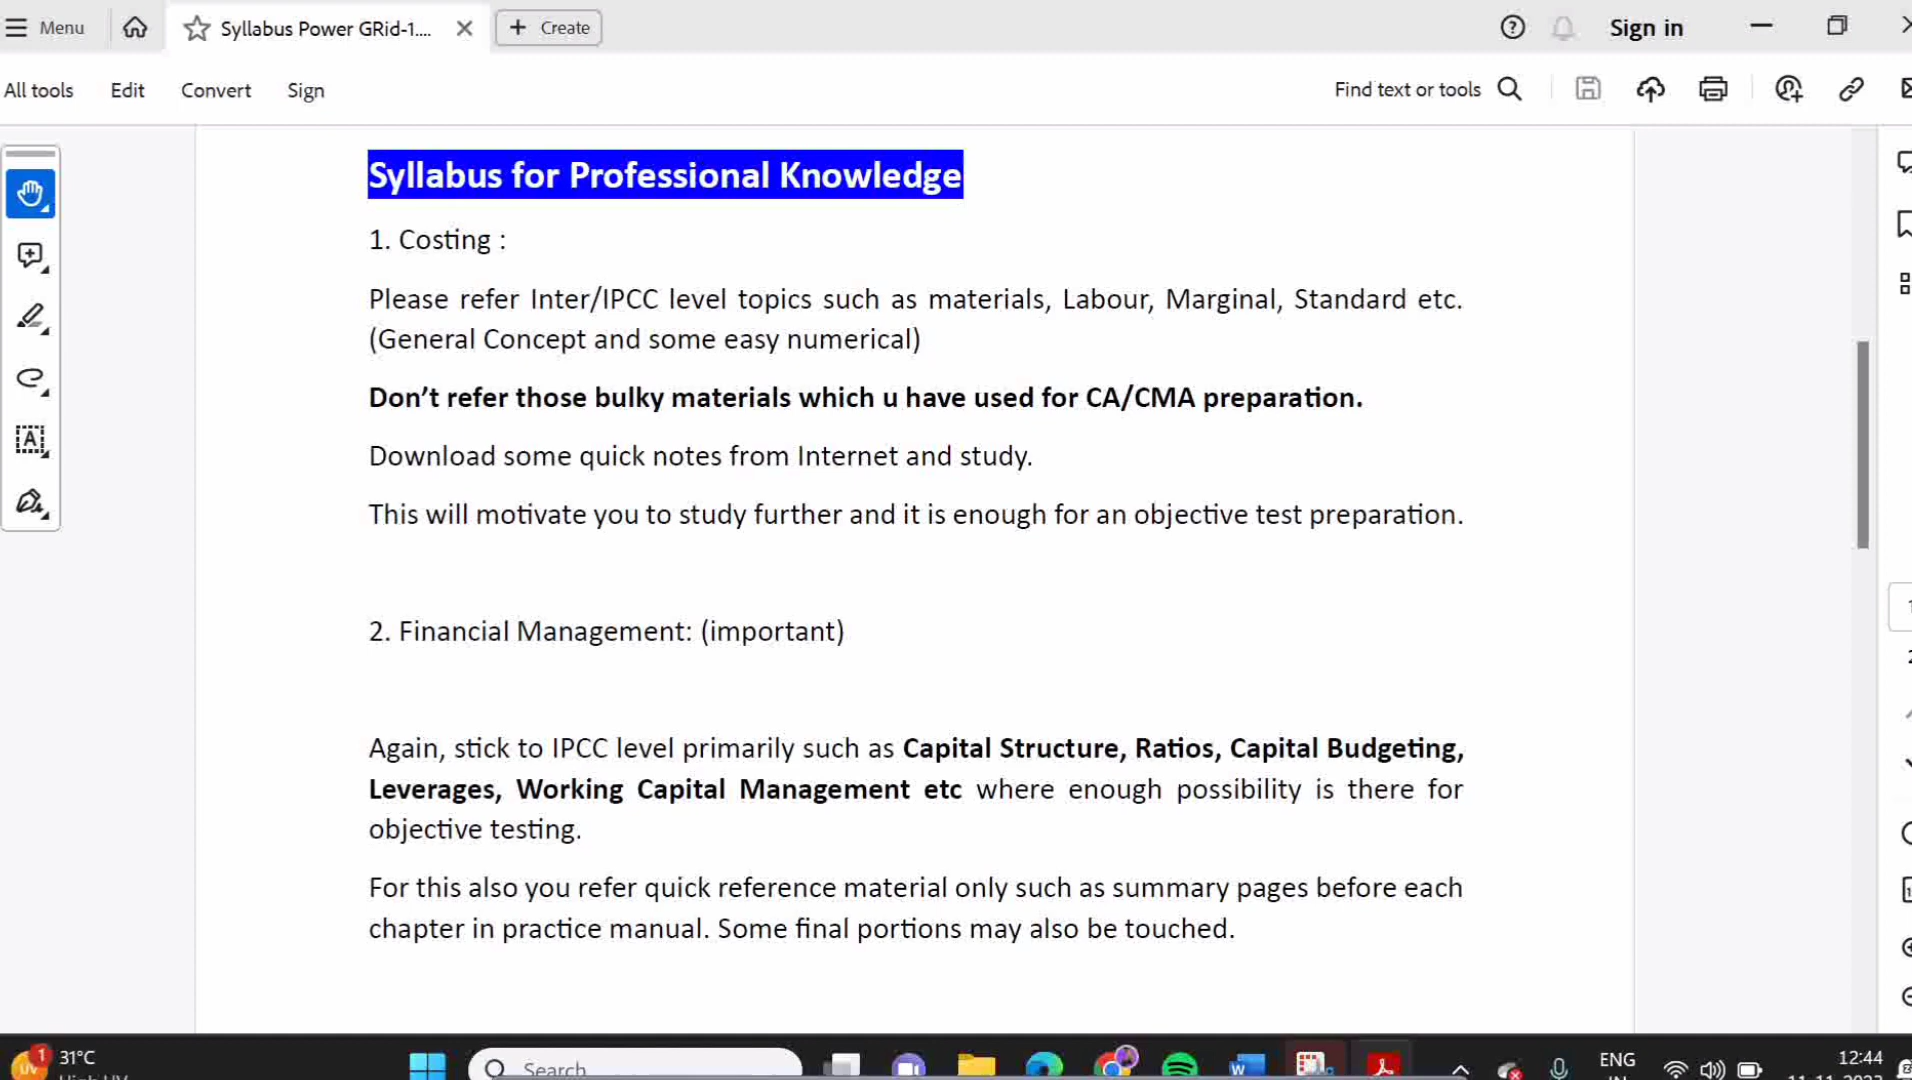 Menu
Syllabus Power GRid-1....
Create
Sign in
All tools
Edit
Convert
Sign
Find text or tools
Syllabus for Professional Knowledge
1. Costing :
Please refer Inter/IPCC level topics such as materials, Labour, Marginal, Standard etc.
(General Concept and some easy numerical)
Don’t refer those bulky materials which u have used for CA/CMA preparation.
Download some quick notes from Internet and study.
This will motivate you to study further and it is enough for an objective test preparation.
2. Financial Management: (important)
Again, stick to IPCC level primarily such as Capital Structure, Ratios, Capital Budgeting,
Leverages, Working Capital Management etc where enough possibility is there for
objective testing.
For this also you refer quick reference material only such as summary pages before each
chapter in practice manual. Some final portions may also be touched.
1
31°C
Search
ENG
12:44